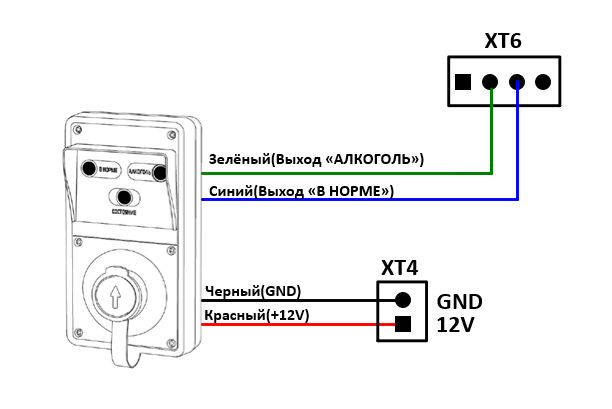 XT6
Зелёный(Выход «АЛКОГОЛЬ»)
В НОРМЕ
АЛКОГОЛЬ
Синий(Выход «В НОРМЕ»)
СОСТОЯНИЕ
XT4
Черный(GND)
GND
Красный(+12V)
12V